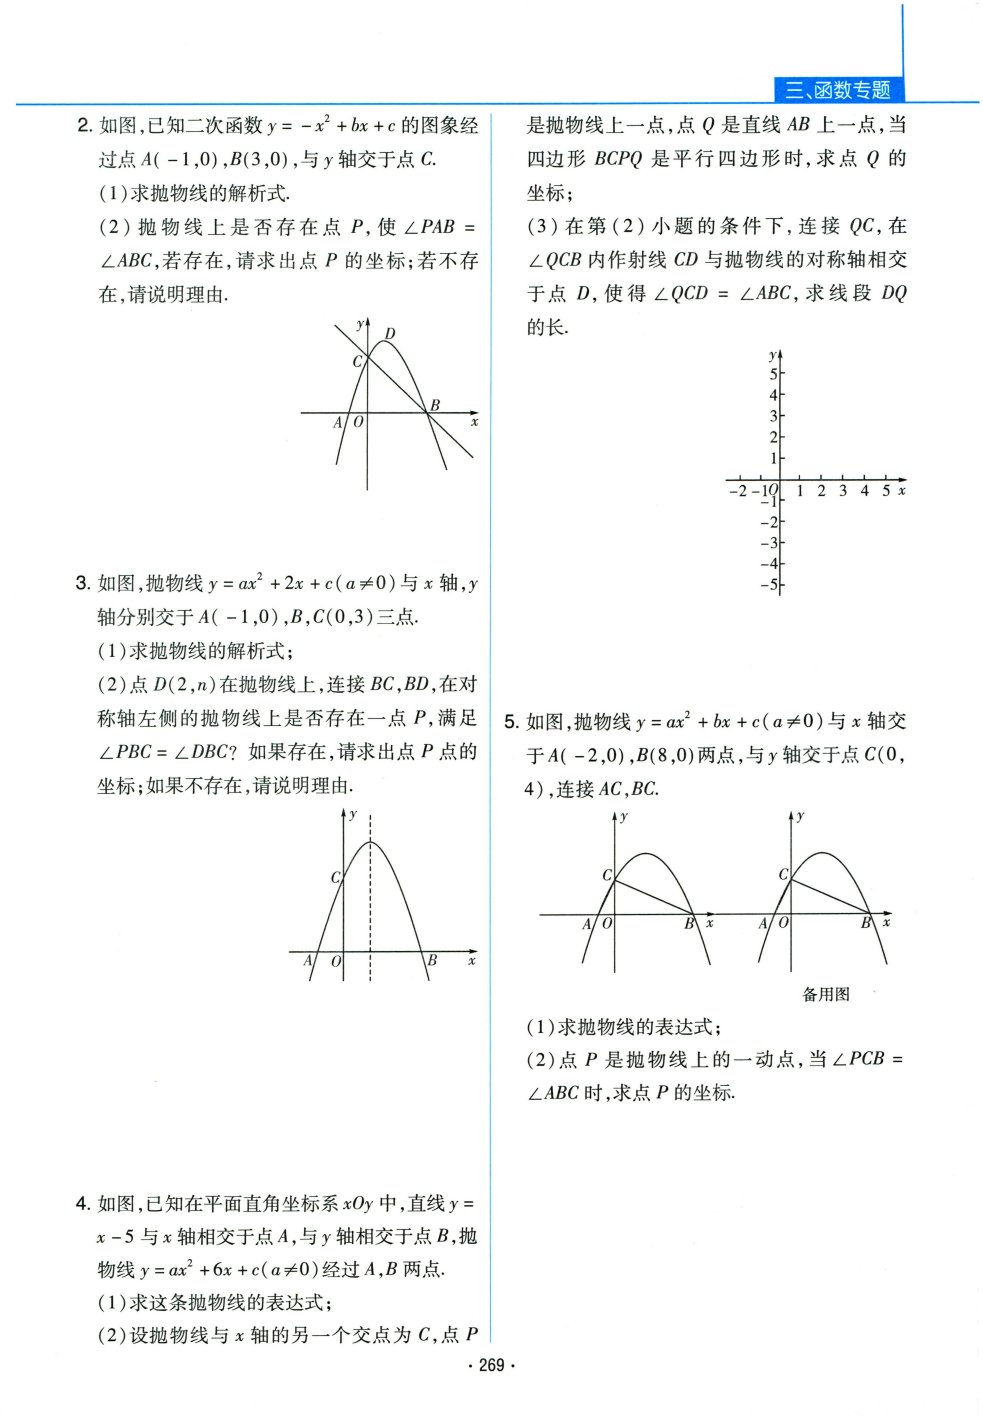 三、函数专题
2. 如图,已知二次函数 y = -x² + bx + c 的图象经
过点 A( -1,0) ,B(3,0) ,与 y 轴交于点 C.
(1)求抛物线的解析式.
(2) 抛物线上是否存在点 P, 使 ∠PAB =
∠ABC,若存在,请求出点 P 的坐标;若不存
在,请说明理由.
y
D
C
B
A
O
x
3. 如图,抛物线 y = ax² + 2x + c( a ≠ 0) 与 x 轴,y
轴分别交于 A( -1,0) ,B,C(0,3)三点.
(1)求抛物线的解析式;
(2)点 D(2,n)在抛物线上,连接 BC,BD,在对
称轴左侧的抛物线上是否存在一点 P,满足
∠PBC = ∠DBC? 如果存在,请求出点 P 点的
坐标;如果不存在,请说明理由.
y
C
A
O
B
x
4. 如图,已知在平面直角坐标系 xOy 中,直线 y =
x - 5 与 x 轴相交于点 A,与 y 轴相交于点 B,抛
物线 y = ax² + 6x + c( a ≠ 0)经过 A,B 两点.
(1)求这条抛物线的表达式;
(2)设抛物线与 x 轴的另一个交点为 C,点 P
是抛物线上一点,点 Q 是直线 AB 上一点,当
四边形 BCPQ 是平行四边形时,求点 Q 的
坐标;
(3) 在第(2) 小题的条件下, 连接 QC, 在
∠QCB 内作射线 CD 与抛物线的对称轴相交
于点 D, 使得 ∠QCD = ∠ABC, 求线段 DQ
的长.
y
5
4
3
2
1
-2 -1 O 1 2 3 4 5 x
-1
-2
-3
-4
-5
5. 如图,抛物线 y = ax² + bx + c( a ≠ 0)与 x 轴交
于 A( -2,0) ,B(8,0)两点,与 y 轴交于点 C(0,
4) ,连接 AC,BC.
y
C
A O B x
y
C
A O B x
备用图
(1)求抛物线的表达式;
(2)点 P 是抛物线上的一动点,当 ∠PCB =
∠ABC 时,求点 P 的坐标.
· 269 ·